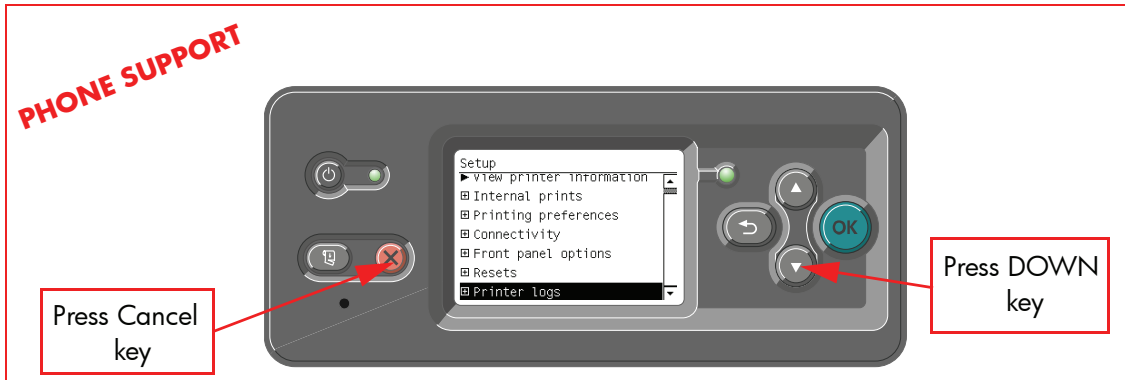 PHONE SUPPORT
Setup
View printer information
Internal prints
Printing preferences
Connectivity
Front panel options
Resets
Printer logs
OK
Press Cancel
key
Press DOWN
key